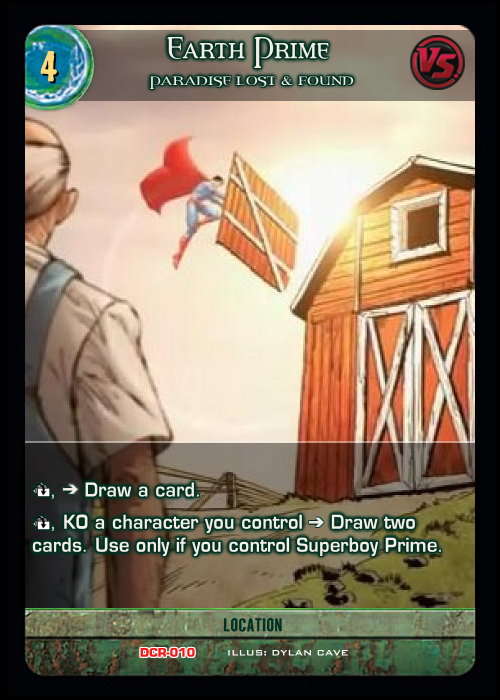 4
Earth Prime
Paradise Lost & Found
VS
, → Draw a card.
, KO a character you control → Draw two
cards. Use only if you control Superboy Prime.
LOCATION
DCR-010 ILLUS: DYLAN CAVE